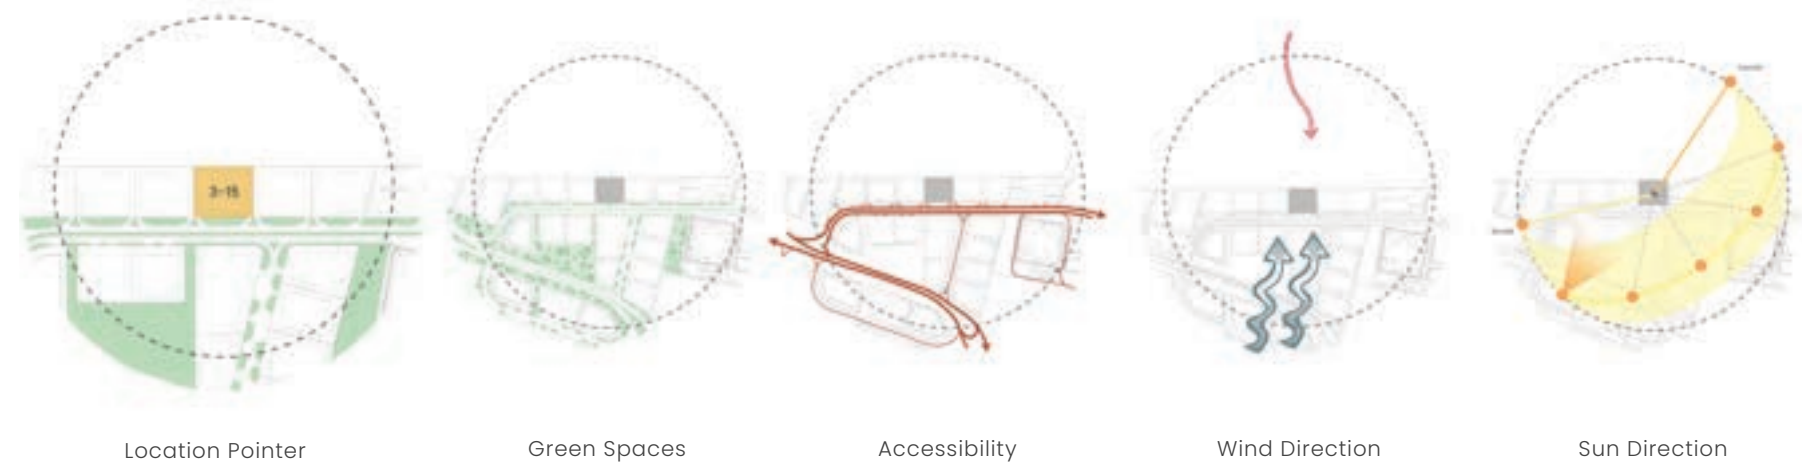 3-15
Location Pointer
Green Spaces
Accessibility
Wind Direction
Sun Direction